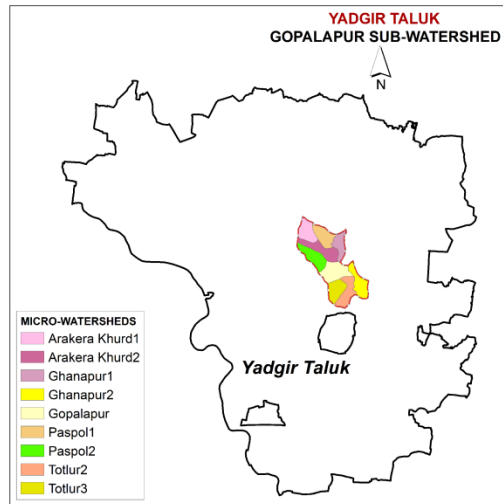 YADGIR TALUK
GOPALAPUR SUB-WATERSHED
N
Yadgir Taluk
MICRO-WATERSHEDS
Arakera Khurd1
Arakera Khurd2
Ghanapur1
Ghanapur2
Gopalapur
Paspol1
Paspol2
Totlur2
Totlur3